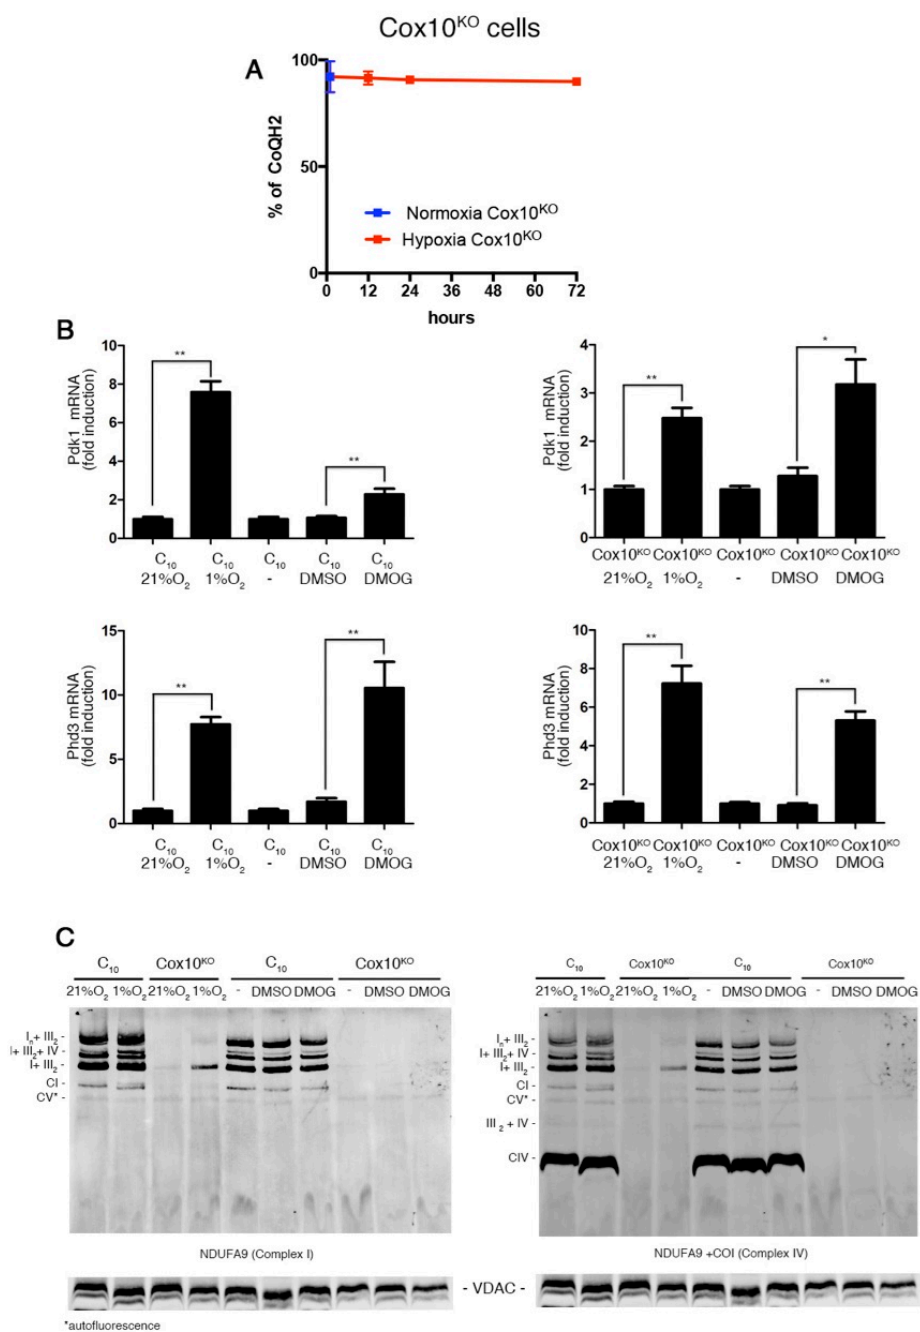 Cox10KO cells
A
100
50
0
% of CoQH2
Normoxia Cox10KO
Hypoxia Cox10KO
0 12 24 36 48 60 72
hours
B
Pdk1 mRNA
(fold induction)
10
8
6
4
2
0
**
**
C10 C10 C10 C10 C10
21%O2 1%O2 - DMSO DMOG
Pdk1 mRNA
(fold induction)
4
3
2
1
0
**
*
Cox10KO Cox10KO Cox10KO Cox10KO Cox10KO
21%O2 1%O2 - DMSO DMOG
Phd3 mRNA
(fold induction)
15
10
5
0
**
**
C10 C10 C10 C10 C10
21%O2 1%O2 - DMSO DMOG
Phd3 mRNA
(fold induction)
10
8
6
4
2
0
**
**
Cox10KO Cox10KO Cox10KO Cox10KO Cox10KO
21%O2 1%O2 - DMSO DMOG
C
C10 Cox10KO C10 Cox10KO
21%O2 1%O2 21%O2 1%O2 - DMSO DMOG - DMSO DMOG
In+ III2 -
I+ III2 + IV -
I+ III2 -
CI -
CV* -
NDUFA9 (Complex I)
C10 Cox10KO C10 Cox10KO
21%O2 1%O2 21%O2 1%O2 - DMSO DMOG - DMSO DMOG
In+ III2 -
I+ III2 + IV -
I+ III2 -
CI -
CV* -
III2 + IV -
CIV -
NDUFA9 +COI (Complex IV)
- VDAC -
*autofluorescence